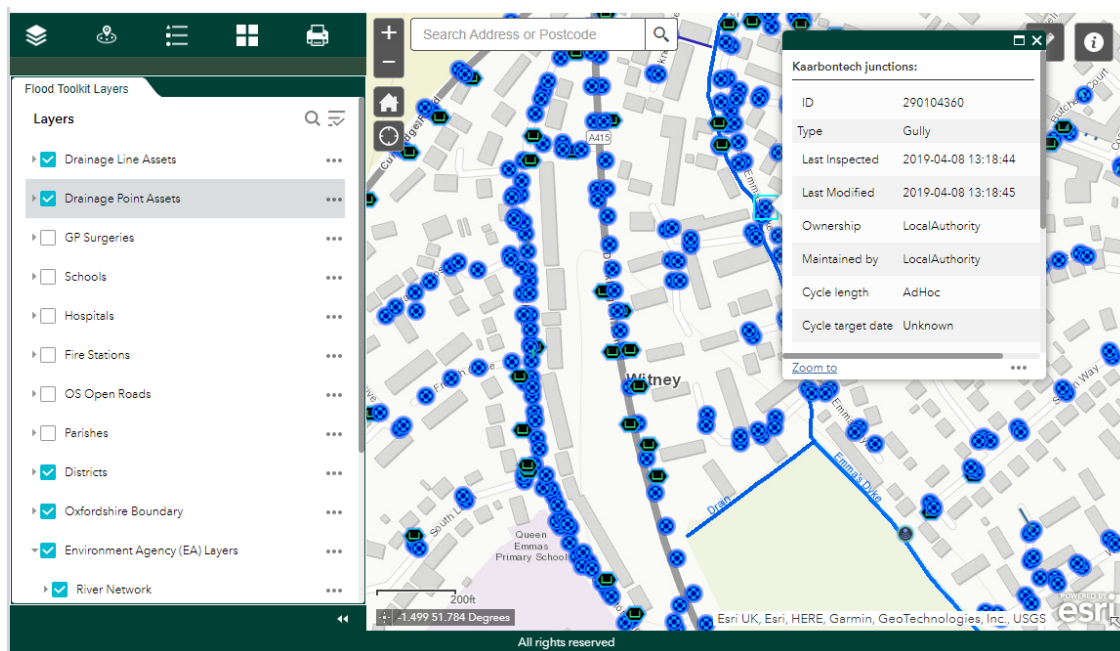 Flood Toolkit Layers
Layers
Drainage Line Assets
Drainage Point Assets
GP Surgeries
Schools
Hospitals
Fire Stations
OS Open Roads
Parishes
Districts
Oxfordshire Boundary
Environment Agency (EA) Layers
River Network
Search Address or Postcode
A415
Witney
South L
Queen
Emmas
Primary School
Drain
Emma's Dyke
200ft
-1.499 51.784 Degrees
Kaarbontech junctions:
ID 290104360
Type Gully
Last Inspected 2019-04-08 13:18:44
Last Modified 2019-04-08 13:18:45
Ownership LocalAuthority
Maintained by LocalAuthority
Cycle length AdHoc
Cycle target date Unknown
Zoom to
Way
Court
Esri UK, Esri, HERE, Garmin, GeoTechnologies, Inc., USGS
POWERED BY
esri
All rights reserved